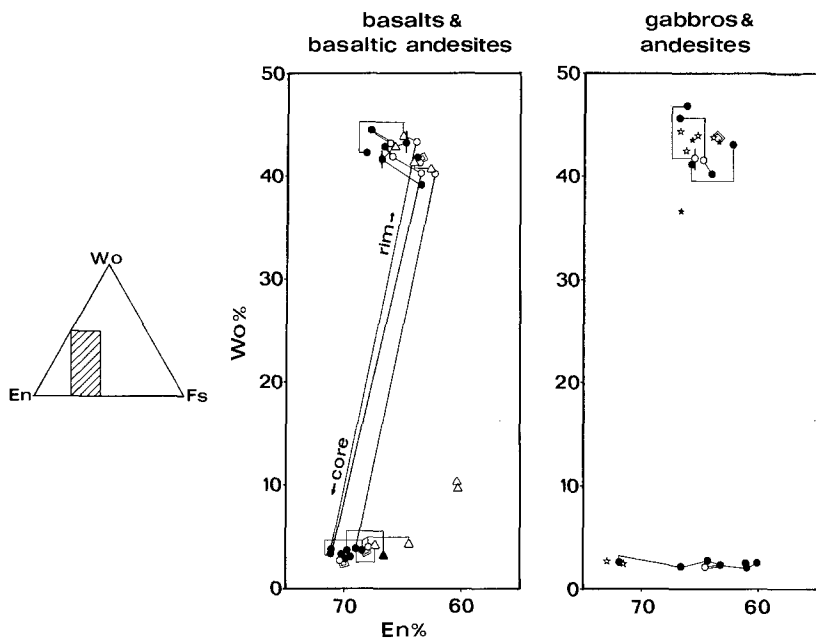 basalts &
basaltic andesites
gabbros &
andesites
50
40
30
20
10
0
Wo%
rim→
←core
70
60
En%
50
40
30
20
10
0
70
60
Wo
En
Fs